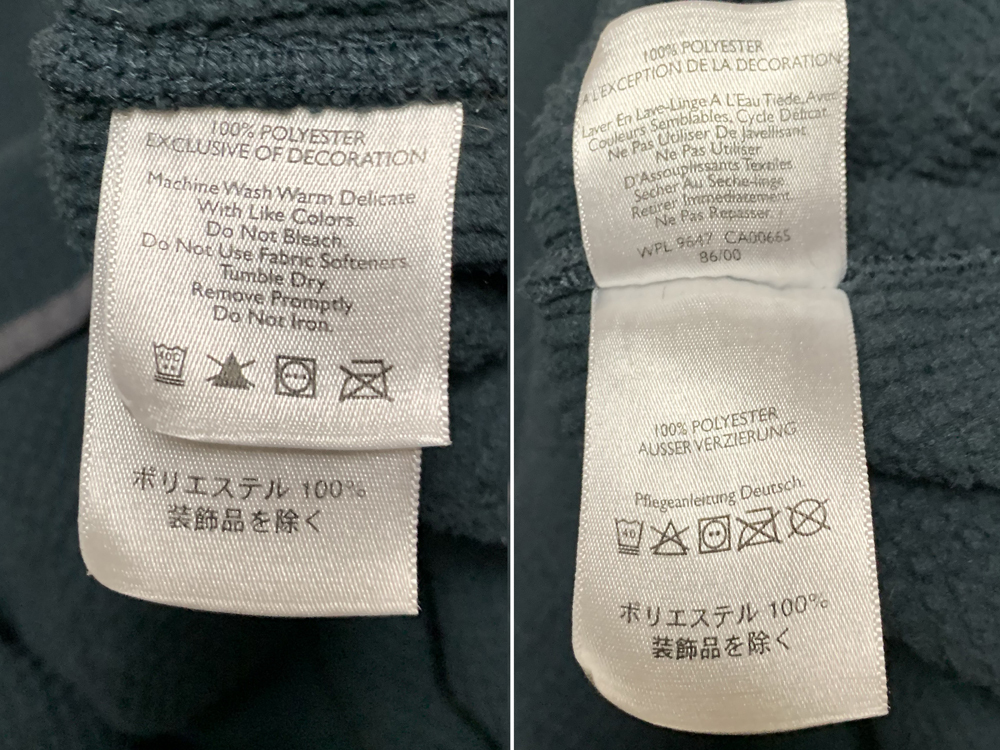 100% POLYESTER
EXCLUSIVE OF DECORATION
Machine Wash Warm Delicate
With Like Colors.
Do Not Bleach.
Do Not Use Fabric Softeners.
Tumble Dry.
Remove Promptly
Do Not Iron.
40C
ポリエステル 100%
装飾品を除く
100% POLYESTER
A L'EXCEPTION DE LA DECORATION
Laver En Lave-Linge A L'Eau Tiède, Avec
Couleurs Semblables, Cycle Délicat.
Ne Pas Utiliser De Javellisant.
Ne Pas Utiliser
D'Assouplissants Textiles
Sécher Au Sèche-linge
Retirer Immédiatement.
Ne Pas Repasser.
WPL 9647 CA00665
86/00
100% POLYESTER
AUSSER VERZIERUNG
Pflegeanleitung Deutsch.
40
ポリエステル 100%
装飾品を除く